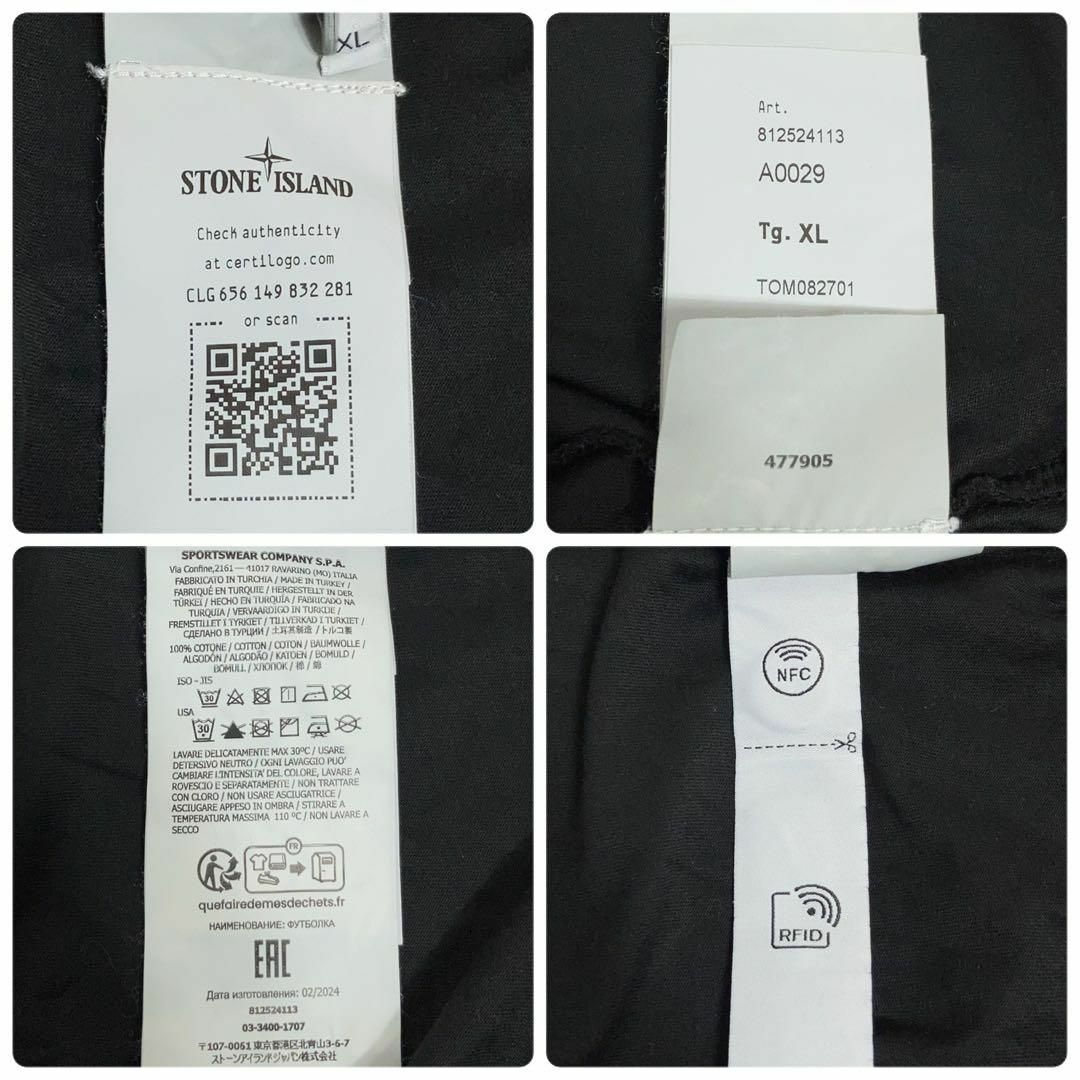 XL
STONE ISLAND
Check authenticity
at certilogo.com
CLG 656 149 832 281
or scan
Art.
812524113
A0029
Tg. XL
TOM082701
477905
SPORTSWEAR COMPANY S.P.A.
Via Confine,2161 — 41017 RAVARINO (MO) ITALIA
FABBRICATO IN TURCHIA / MADE IN TURKEY /
FABRIQUÉ EN TURQUIE / HERGESTELLT IN DER
TÜRKEI / HECHO EN TURQUÍA / FABRICADO NA
TURQUIA / VERVAARDIGD IN TURKIJE /
FREMSTILLET I TYRKIET / TILLVERKAD I TURKIET /
СДЕЛАНО В ТУРЦИИ / 土耳其制造 / トルコ製
100% COTONE / COTTON / COTON / BAUMWOLLE /
ALGODÓN / ALGODÃO / KATOEN / BOMULD /
BOMULL / ХЛОПОК / 棉 / 綿
ISO - JIS
30
USA
30
LAVARE DELICATAMENTE MAX 30°C / USARE
DETERSIVO NEUTRO / OGNI LAVAGGIO PUO'
CAMBIARE L'INTENSITA' DEL COLORE, LAVARE A
ROVESCIO E SEPARATAMENTE / NON TRATTARE
CON CLORO / NON USARE ASCIUGATRICE /
ASCIUGARE APPESO IN OMBRA / STIRARE A
TEMPERATURA MASSIMA 110 °C / NON LAVARE A
SECCO
FR
quefairedemesdechets.fr
НАИМЕНОВАНИЕ: ФУТБОЛКА
EAC
Дата изготовления: 02/2024
812524113
03-3400-1707
〒107-0061 東京都港区北青山3-6-7
ストーンアイランドジャパン株式会社
NFC
RFID